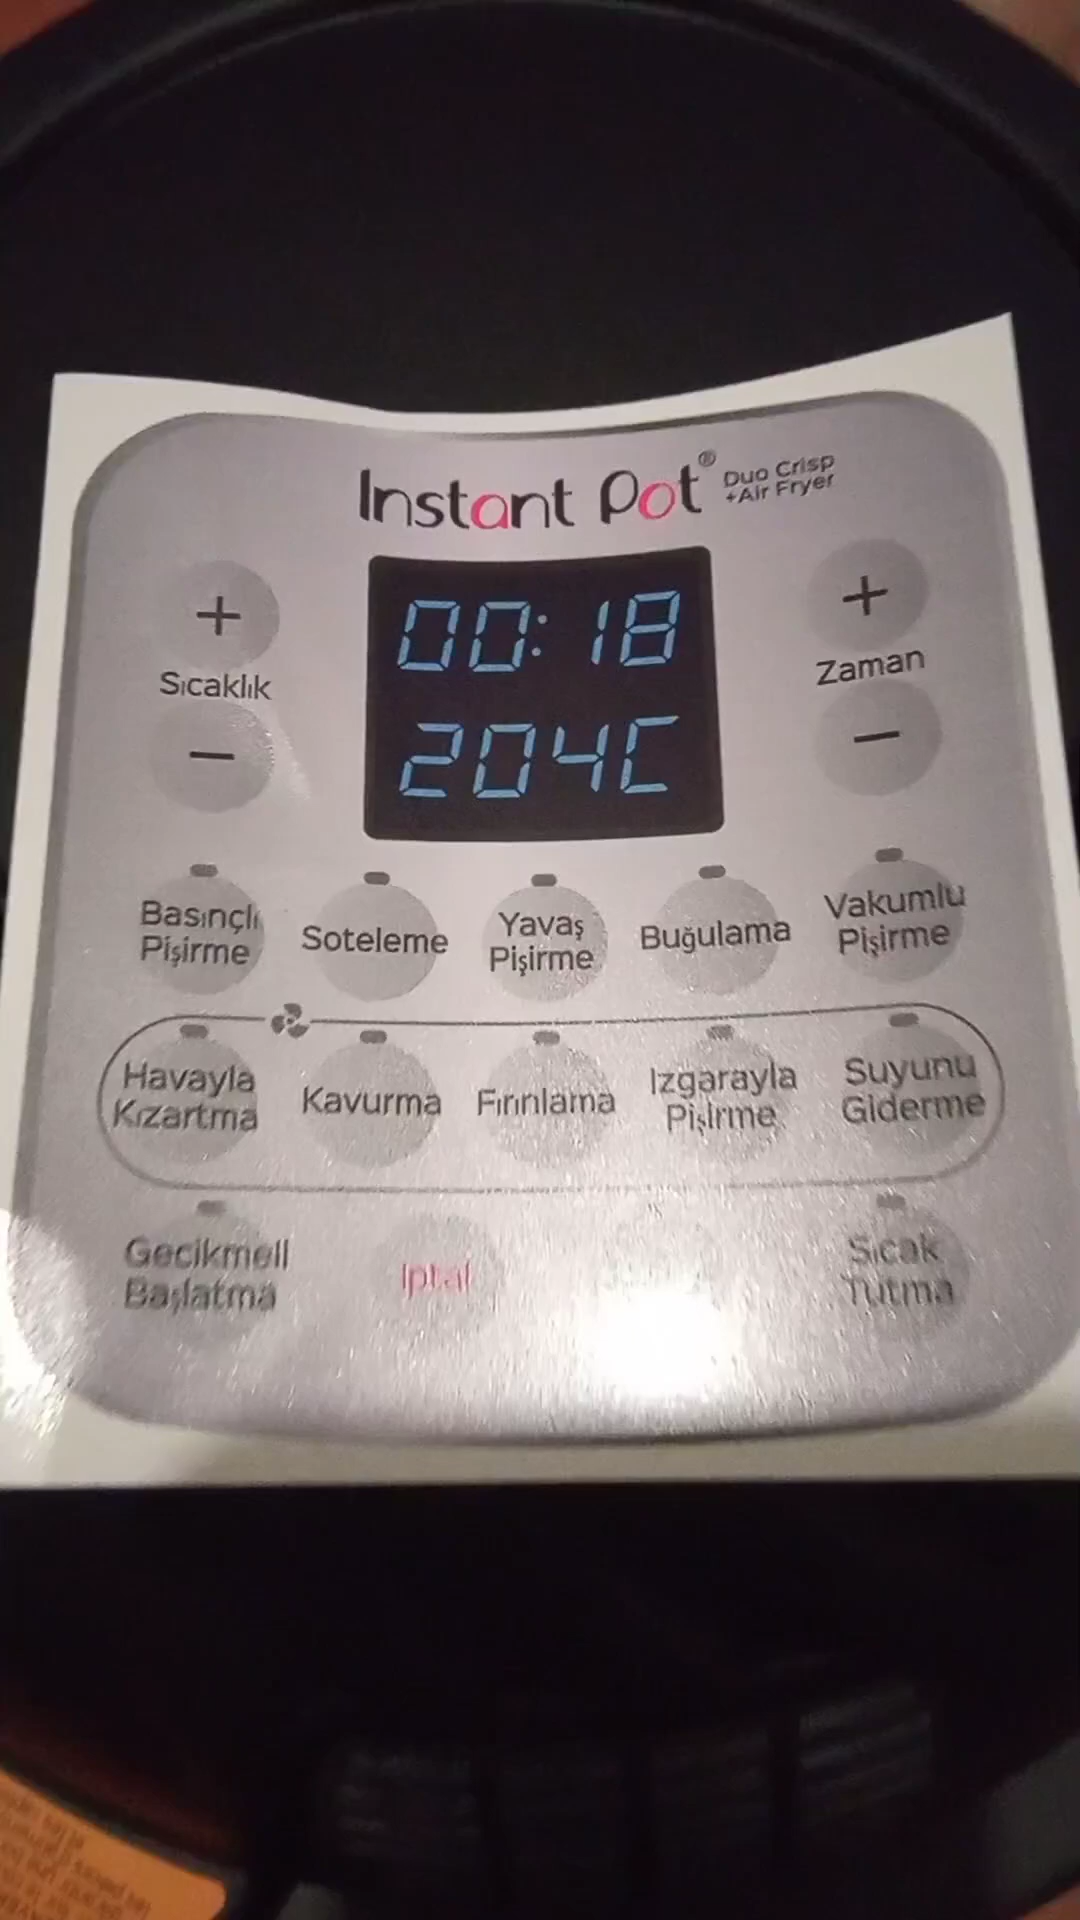 Instant Pot® Duo Crisp
+Air Fryer
+
00:18
+
Sıcaklık
Zaman
−
204C
−
Basınçlı
Pişirme
Soteleme
Yavaş
Pişirme
Buğulama
Vakumlu
Pişirme
Havayla
Kızartma
Kavurma
Fırınlama
Izgarayla
Pişirme
Suyunu
Giderme
Gecikmeli
Başlatma
İptal
Sıcak
Tutma